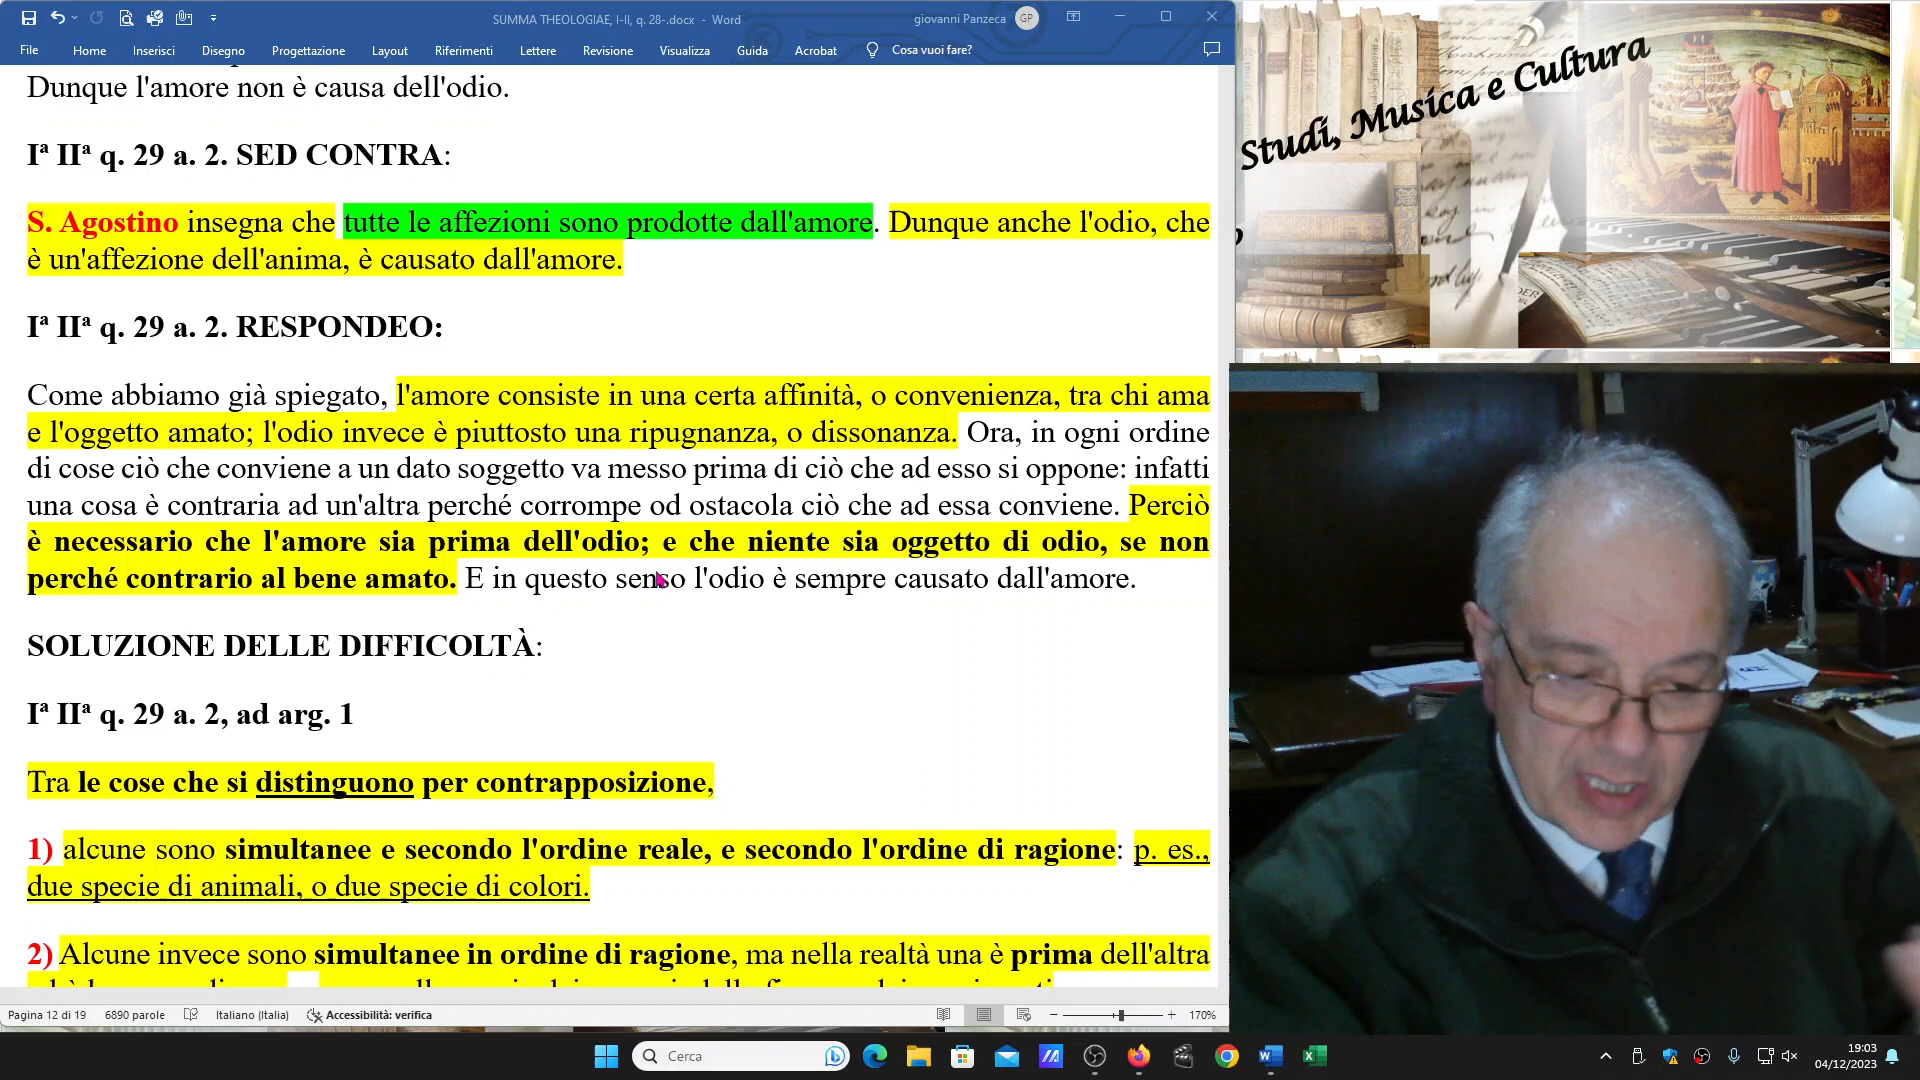 SUMMA THEOLOGIAE, I-II, q. 28-.docx - Word
giovanni Panzeca GP
File Home Inserisci Disegno Progettazione Layout Riferimenti Lettere Revisione Visualizza Guida Acrobat Cosa vuoi fare?
Studi, Musica e Cultura
Dunque l'amore non è causa dell'odio.
Iª IIª q. 29 a. 2. SED CONTRA:
S. Agostino insegna che tutte le affezioni sono prodotte dall'amore. Dunque anche l'odio, che
è un'affezione dell'anima, è causato dall'amore.
Iª IIª q. 29 a. 2. RESPONDEO:
Come abbiamo già spiegato, l'amore consiste in una certa affinità, o convenienza, tra chi ama
e l'oggetto amato; l'odio invece è piuttosto una ripugnanza, o dissonanza. Ora, in ogni ordine
di cose ciò che conviene a un dato soggetto va messo prima di ciò che ad esso si oppone: infatti
una cosa è contraria ad un'altra perché corrompe od ostacola ciò che ad essa conviene. Perciò
è necessario che l'amore sia prima dell'odio; e che niente sia oggetto di odio, se non
perché contrario al bene amato. E in questo senso l'odio è sempre causato dall'amore.
SOLUZIONE DELLE DIFFICOLTÀ:
Iª IIª q. 29 a. 2, ad arg. 1
Tra le cose che si distinguono per contrapposizione,
1) alcune sono simultanee e secondo l'ordine reale, e secondo l'ordine di ragione: p. es.,
due specie di animali, o due specie di colori.
2) Alcune invece sono simultanee in ordine di ragione, ma nella realtà una è prima dell'altra
Pagina 12 di 19 6890 parole Italiano (Italia) Accessibilità: verifica 170%
Cerca
19:03
04/12/2023